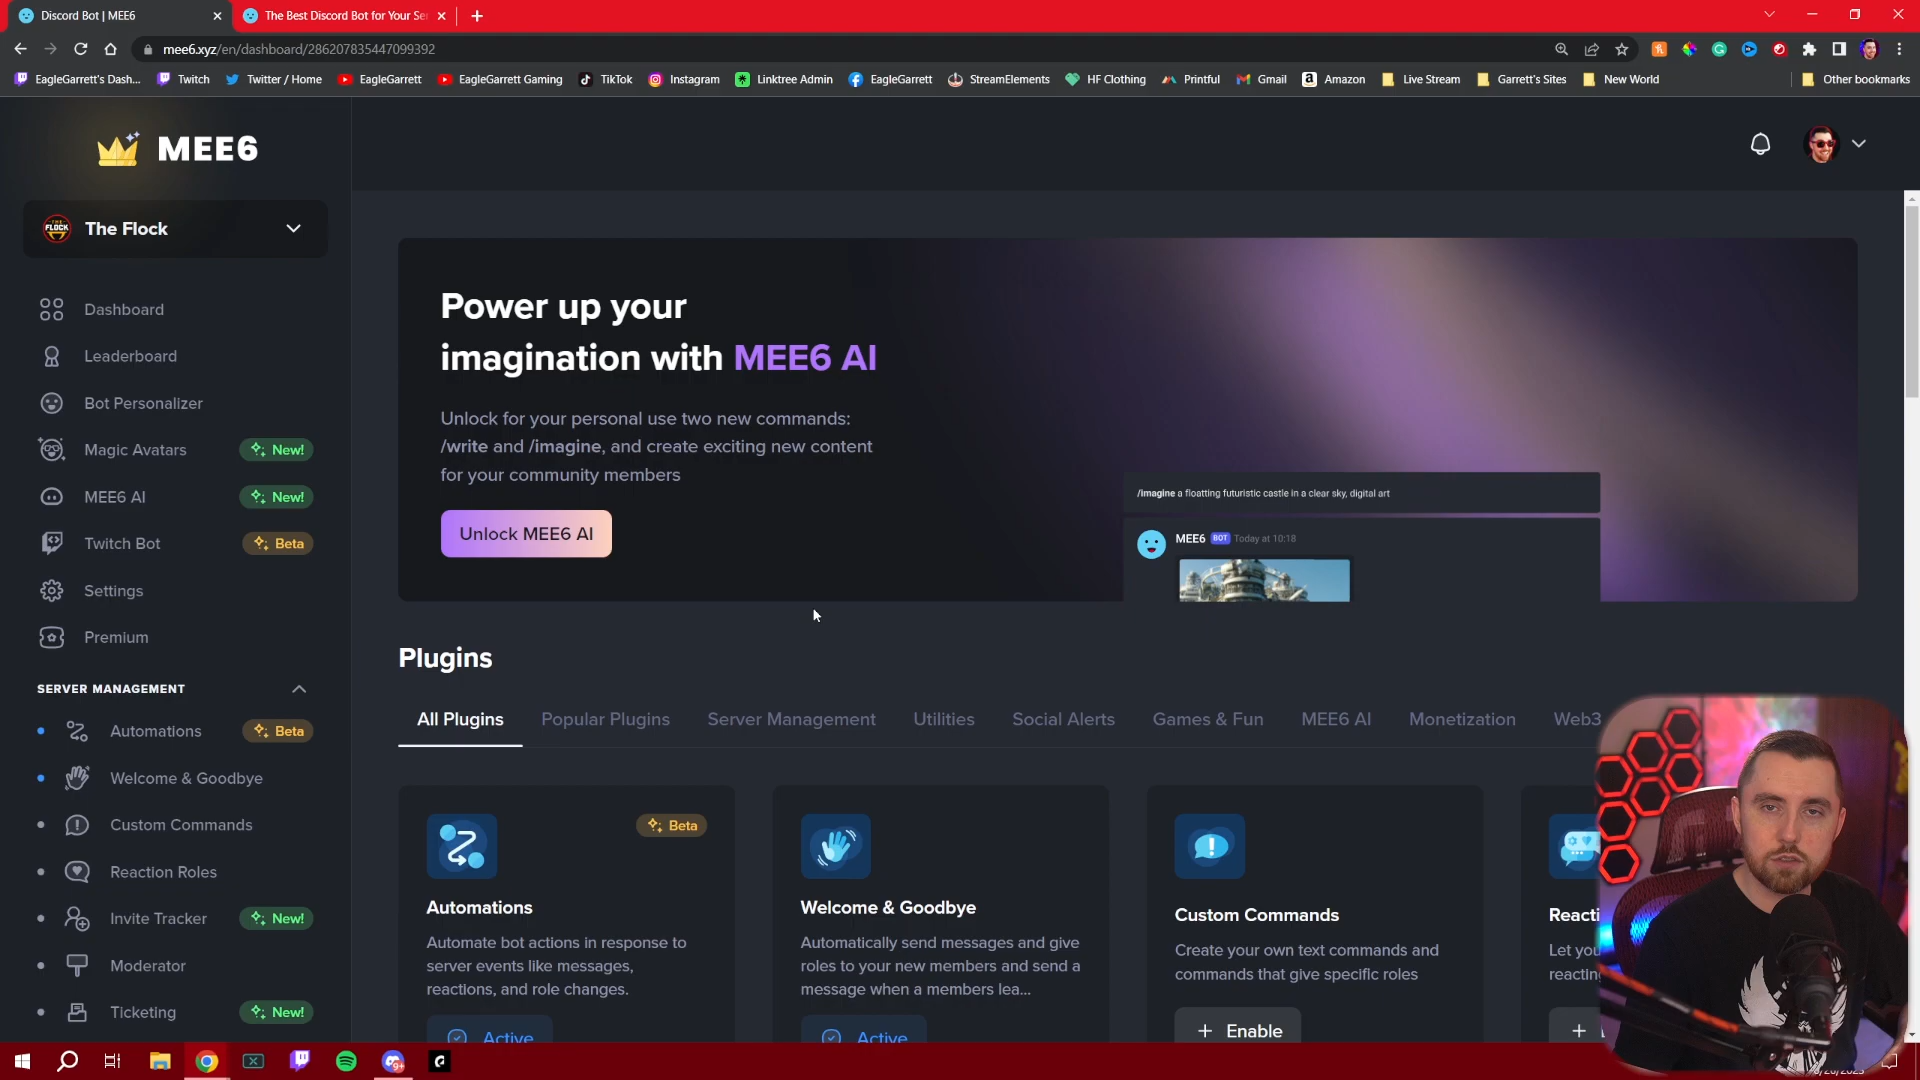 Discord Bot | MEE6
The Best Discord Bot for Your Se
mee6.xyz/en/dashboard/286207835447099392
EagleGarrett's Dash...
Twitch
Twitter / Home
EagleGarrett
EagleGarrett Gaming
TikTok
Instagram
Linktree Admin
EagleGarrett
StreamElements
HF Clothing
Printful
Gmail
Amazon
Live Stream
Garrett's Sites
New World
Other bookmarks
MEE6
THE FLOCK
The Flock
Dashboard
Leaderboard
Bot Personalizer
Magic Avatars
New!
MEE6 AI
New!
Twitch Bot
Beta
Settings
Premium
SERVER MANAGEMENT
Automations
Beta
Welcome & Goodbye
Custom Commands
Reaction Roles
Invite Tracker
New!
Moderator
Ticketing
New!
Power up your
imagination with MEE6 AI
Unlock for your personal use two new commands:
/write and /imagine, and create exciting new content
for your community members
Unlock MEE6 AI
/imagine a floatting futuristic castle in a clear sky, digital art
MEE6 BOT Today at 10:18
Plugins
All Plugins
Popular Plugins
Server Management
Utilities
Social Alerts
Games & Fun
MEE6 AI
Monetization
Web3
Beta
Automations
Automate bot actions in response to
server events like messages,
reactions, and role changes.
Active
Welcome & Goodbye
Automatically send messages and give
roles to your new members and send a
message when a members lea...
Active
Custom Commands
Create your own text commands and
commands that give specific roles
+ Enable
Reacti
Let you
reacting
+